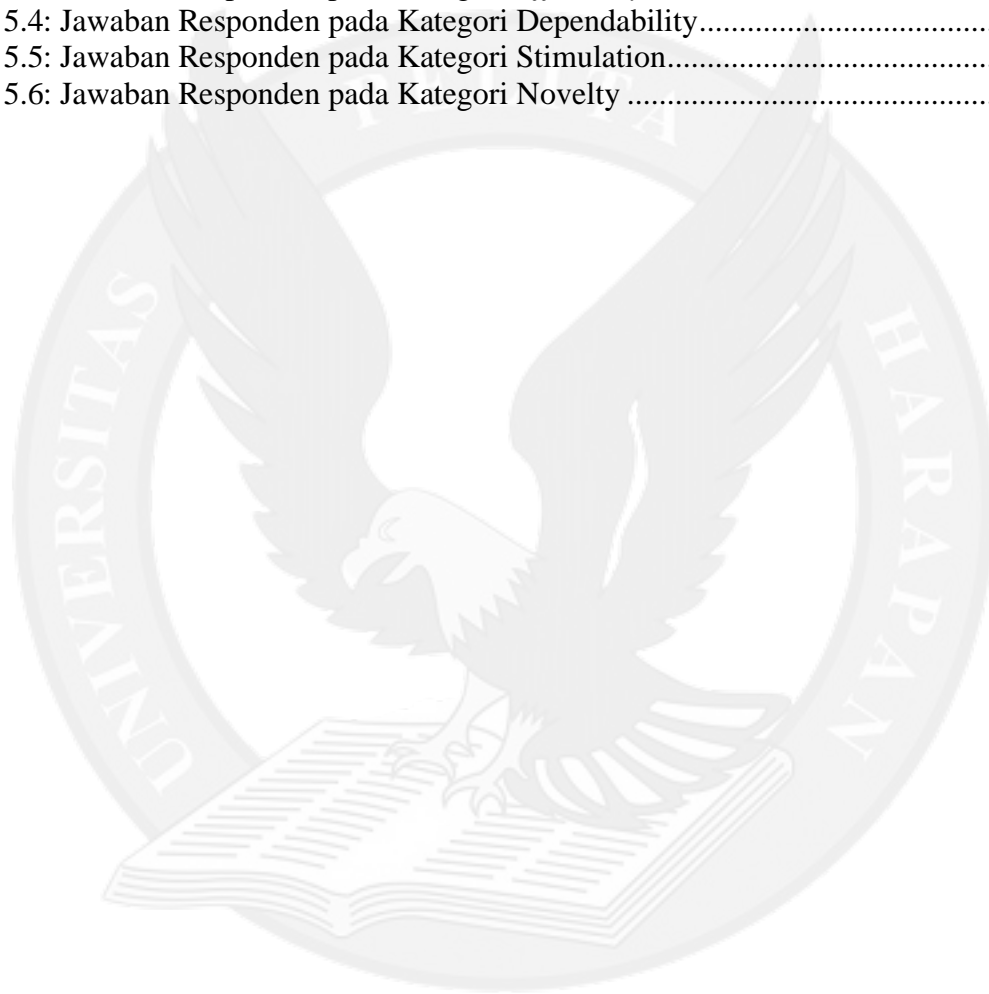 5.4: Jawaban Responden pada Kategori Dependability
5.5: Jawaban Responden pada Kategori Stimulation
5.6: Jawaban Responden pada Kategori Novelty
PELITA
UNIVERSITAS
HARAPAN